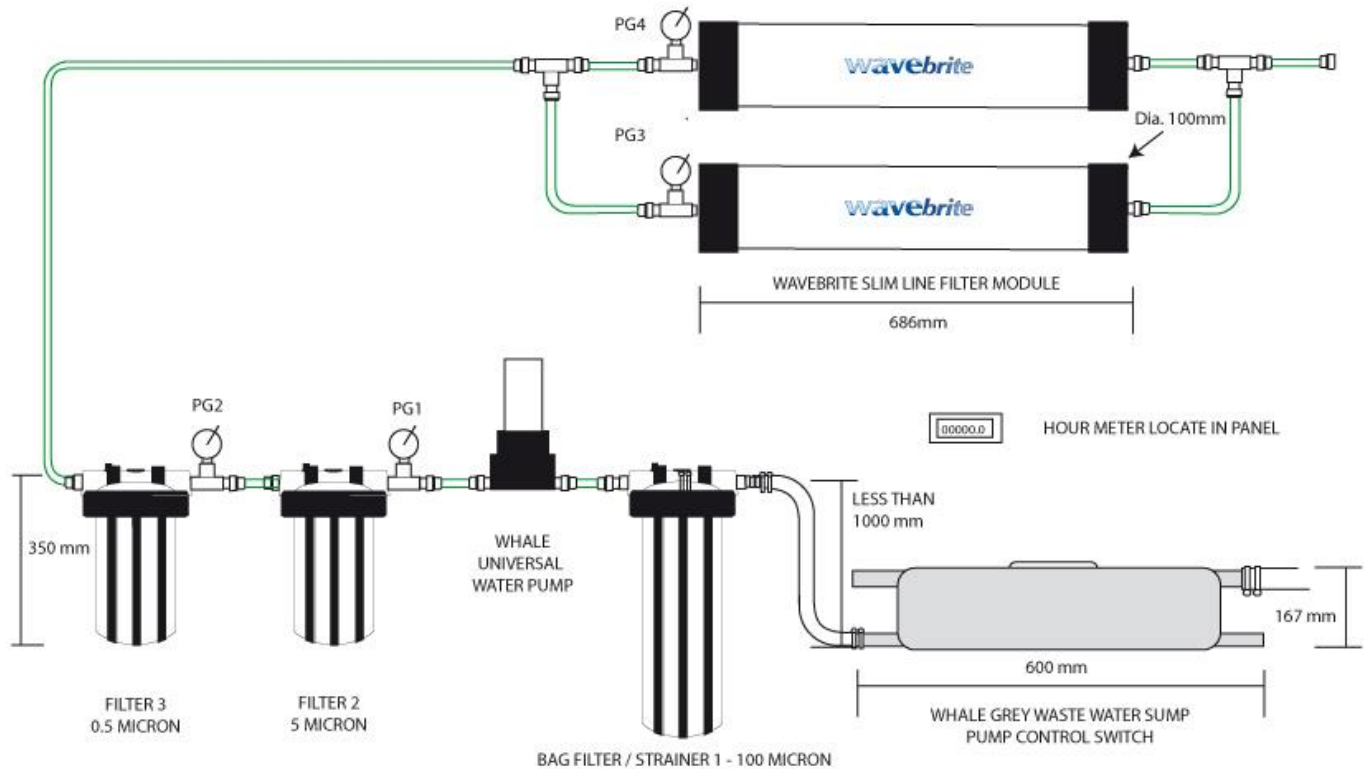 PG4
wavebrite
Dia. 100mm
PG3
wavebrite
WAVEBRITE SLIM LINE FILTER MODULE
686mm
PG2
PG1
00000.0
HOUR METER LOCATE IN PANEL
LESS THAN
1000 mm
350 mm
WHALE
UNIVERSAL
WATER PUMP
167 mm
600 mm
FILTER 3
0.5 MICRON
FILTER 2
5 MICRON
WHALE GREY WASTE WATER SUMP
PUMP CONTROL SWITCH
BAG FILTER / STRAINER 1 - 100 MICRON